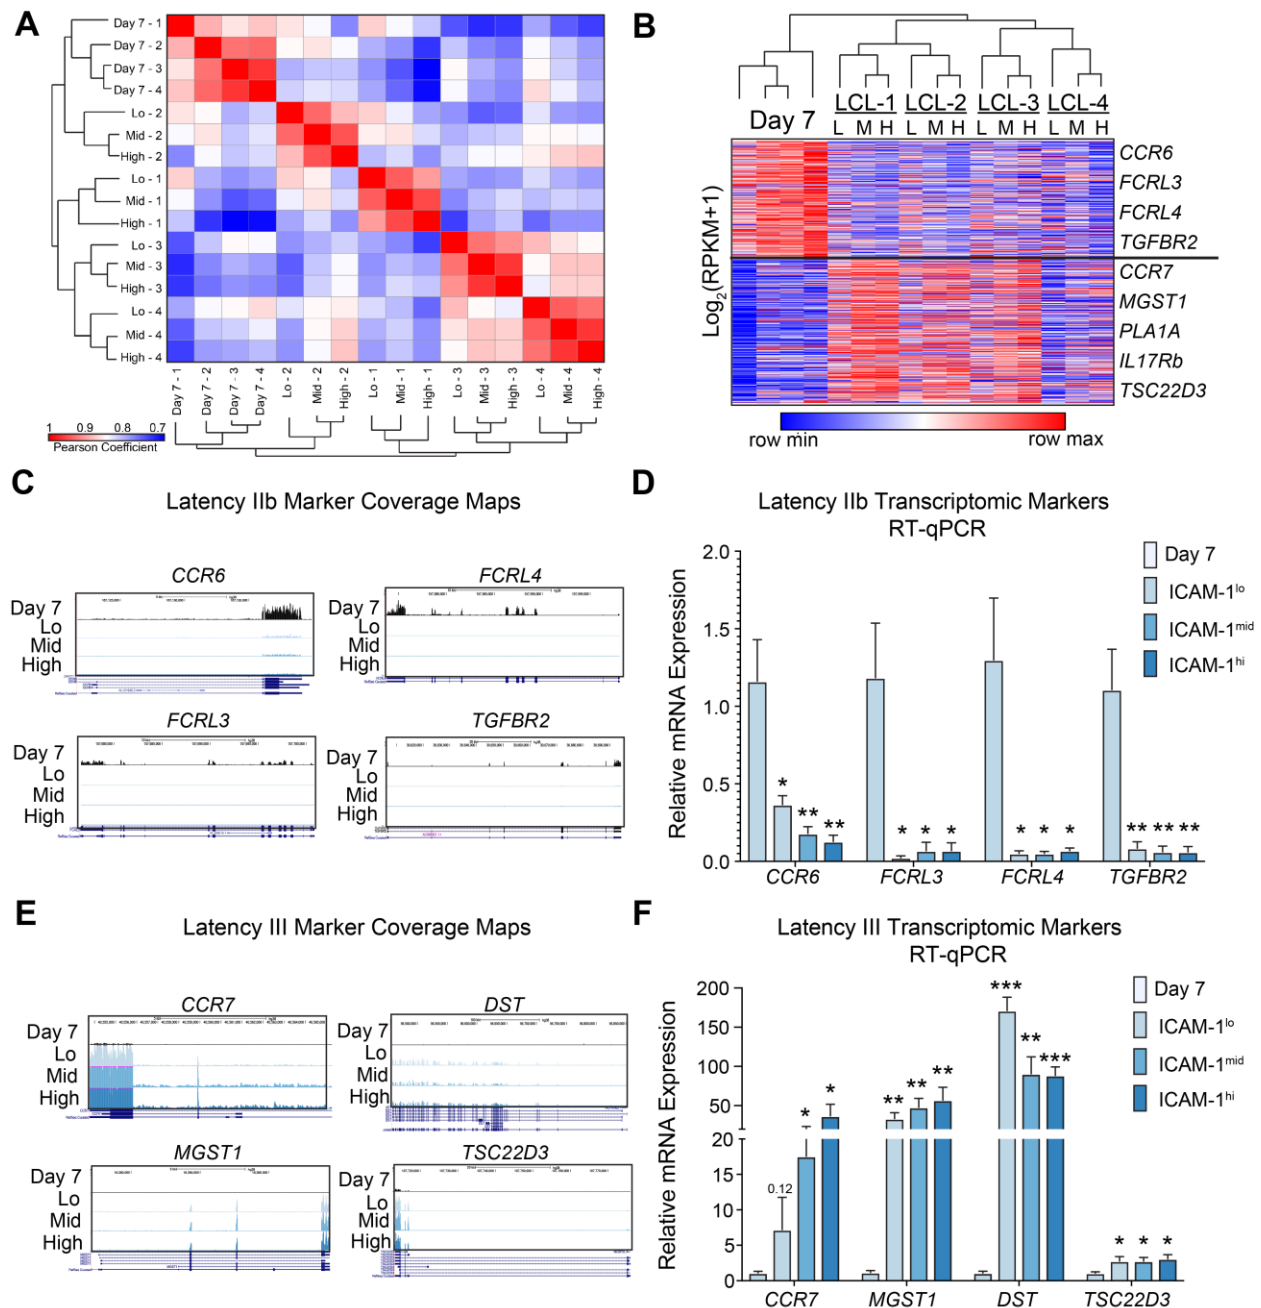 A
Day 7 - 1
Day 7 - 2
Day 7 - 3
Day 7 - 4
Lo - 2
Mid - 2
High - 2
Lo - 1
Mid - 1
High - 1
Lo - 3
Mid - 3
High - 3
Lo - 4
Mid - 4
High - 4
Day 7 - 1
Day 7 - 2
Day 7 - 3
Day 7 - 4
Lo - 2
Mid - 2
High - 2
Lo - 1
Mid - 1
High - 1
Lo - 3
Mid - 3
High - 3
Lo - 4
Mid - 4
High - 4
1 0.9 0.8 0.7
Pearson Coefficient
B
Day 7
LCL-1 LCL-2 LCL-3 LCL-4
L M H L M H L M H L M H
Log2(RPKM+1)
CCR6
FCRL3
FCRL4
TGFBR2
CCR7
MGST1
PLA1A
IL17Rb
TSC22D3
row min row max
C
Latency IIb Marker Coverage Maps
CCR6
Day 7
Lo
Mid
High
FCRL4
FCRL3
Day 7
Lo
Mid
High
TGFBR2
Day 7
Lo
Mid
High
D
Latency IIb Transcriptomic Markers
RT-qPCR
Relative mRNA Expression
2.0
1.5
1.0
0.5
0.0
* ** **
* * *
* * *
** ** **
CCR6 FCRL3 FCRL4 TGFBR2
Day 7
ICAM-1lo
ICAM-1mid
ICAM-1hi
E
Latency III Marker Coverage Maps
CCR7
Day 7
Lo
Mid
High
DST
Day 7
Lo
Mid
High
MGST1
Day 7
Lo
Mid
High
TSC22D3
Day 7
Lo
Mid
High
F
Latency III Transcriptomic Markers
RT-qPCR
Relative mRNA Expression
200
150
100
50
20
15
10
5
0
0.12 * *
** ** **
*** ** ***
* * *
CCR7 MGST1 DST TSC22D3
Day 7
ICAM-1lo
ICAM-1mid
ICAM-1hi